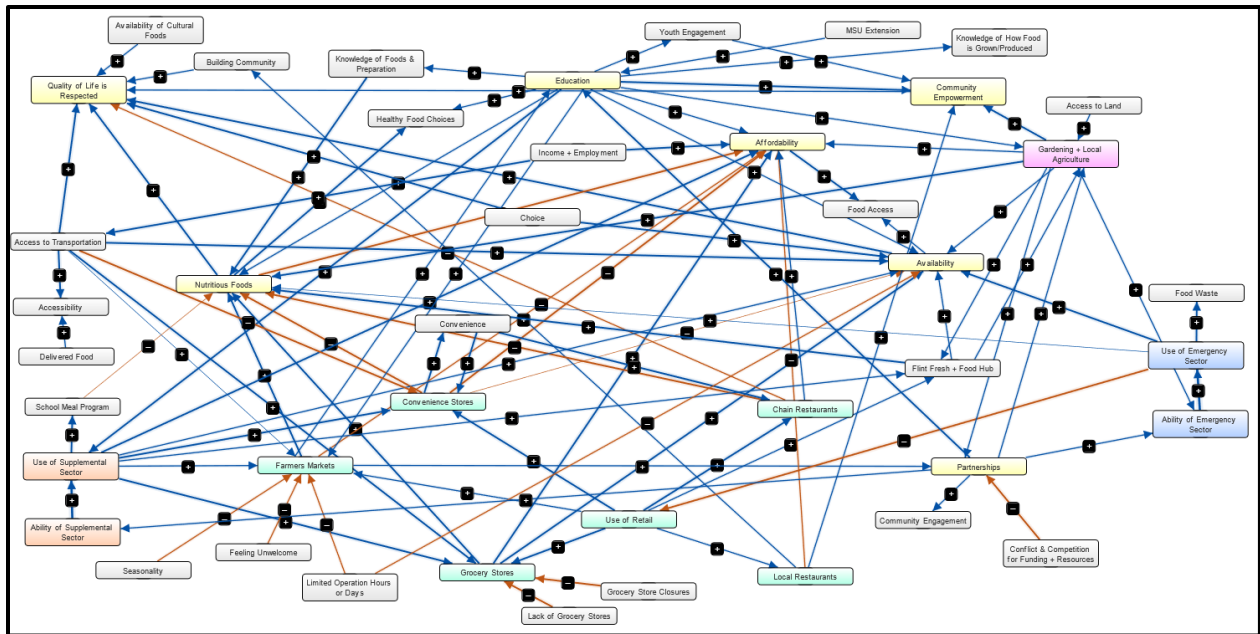 Availability of Cultural
Foods
Youth Engagement
MSU Extension
Knowledge of How Food
is Grown/Produced
Building Community
Knowledge of Foods &
Preparation
Education
Quality of Life is
Respected
Community
Empowerment
Access to Land
Healthy Food Choices
Affordability
Income + Employment
Gardening + Local
Agriculture
Choice
Food Access
Access to Transportation
Availability
Nutritious Foods
Food Waste
Accessibility
Convenience
Delivered Food
Use of Emergency
Sector
Flint Fresh + Food Hub
School Meal Program
Convenience Stores
Chain Restaurants
Ability of Emergency
Sector
Use of Supplemental
Sector
Farmers Markets
Partnerships
Use of Retail
Community Engagement
Ability of Supplemental
Sector
Feeling Unwelcome
Conflict & Competition
for Funding + Resources
Seasonality
Limited Operation Hours
or Days
Grocery Stores
Local Restaurants
Grocery Store Closures
Lack of Grocery Stores